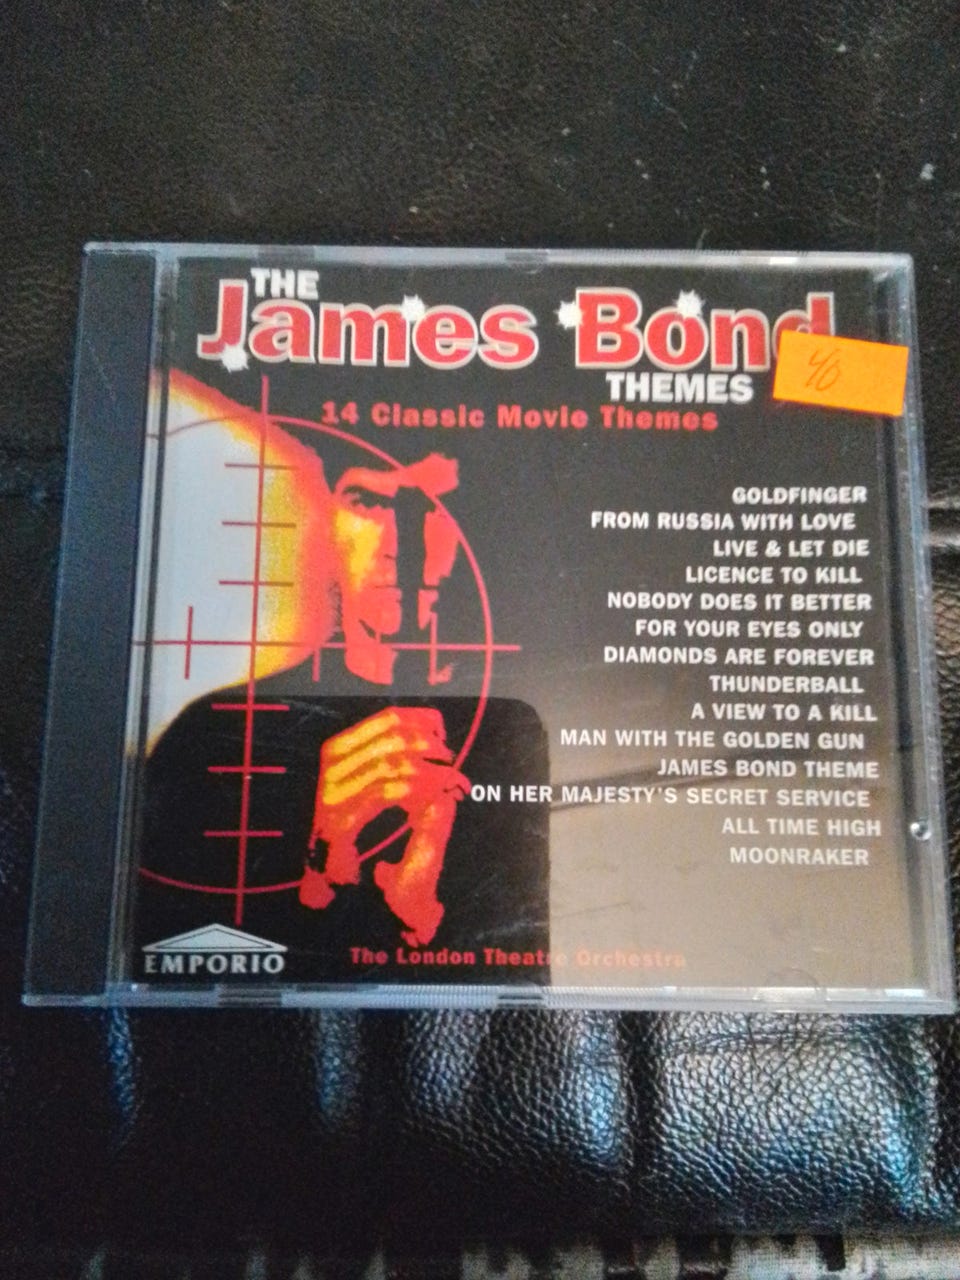 THE
James Bond
THEMES
40
14 Classic Movie Themes
GOLDFINGER
FROM RUSSIA WITH LOVE
LIVE & LET DIE
LICENCE TO KILL
NOBODY DOES IT BETTER
FOR YOUR EYES ONLY
DIAMONDS ARE FOREVER
THUNDERBALL
A VIEW TO A KILL
MAN WITH THE GOLDEN GUN
JAMES BOND THEME
ON HER MAJESTY'S SECRET SERVICE
ALL TIME HIGH
MOONRAKER
The London Theatre Orchestra
EMPORIO